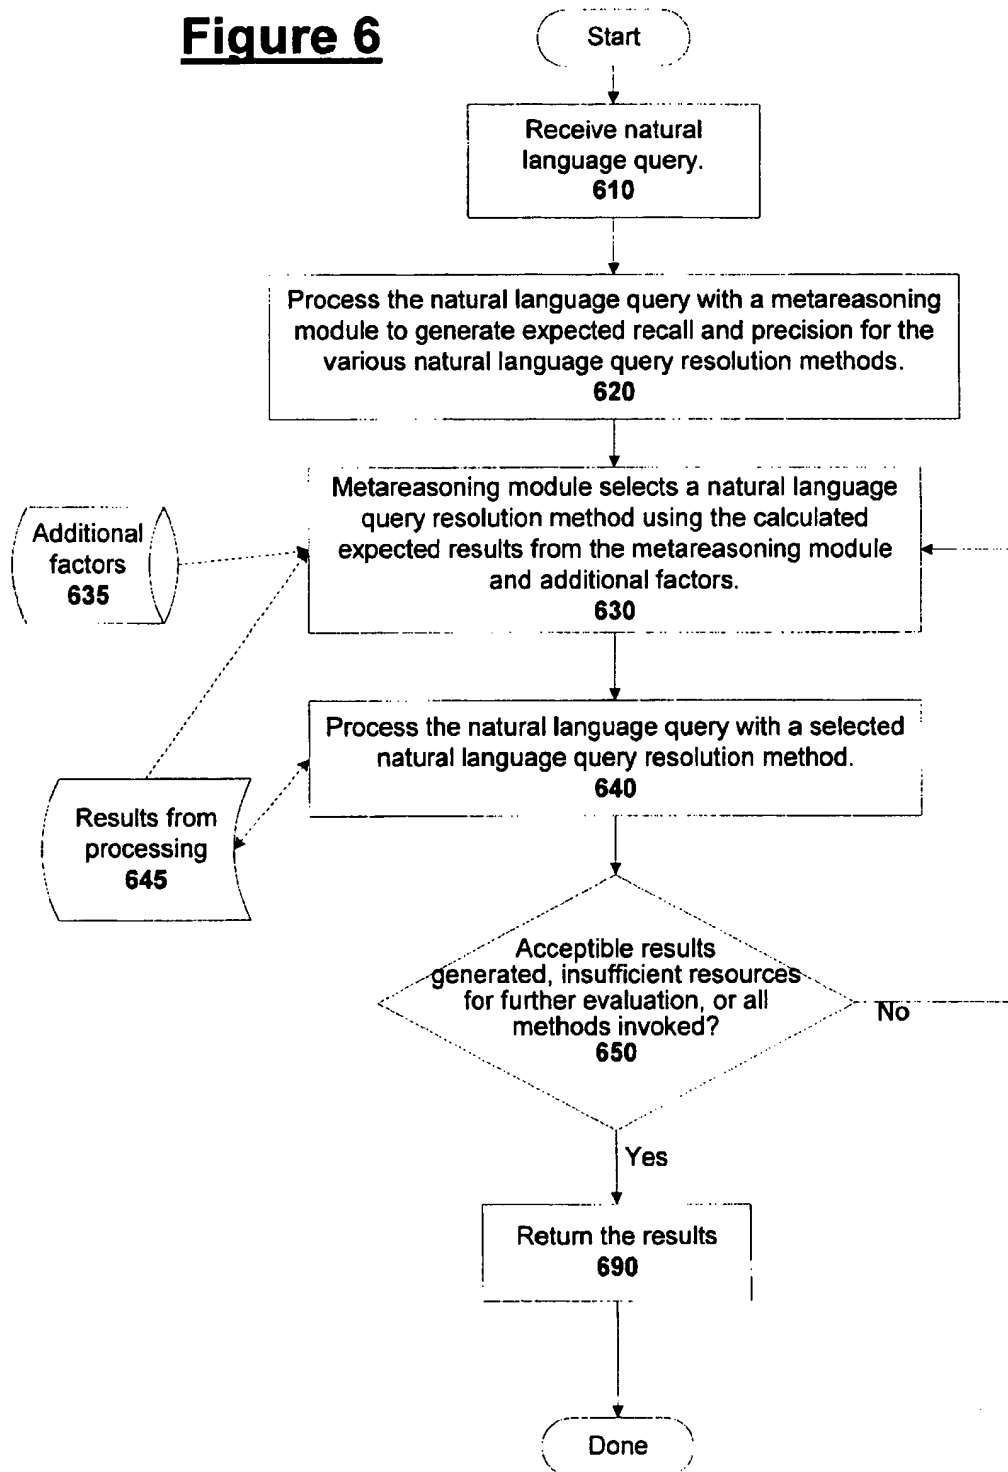 Figure 6
Start
Receive natural
language query.
610
Process the natural language query with a metareasoning
module to generate expected recall and precision for the
various natural language query resolution methods.
620
Metareasoning module selects a natural language
query resolution method using the calculated
expected results from the metareasoning module
and additional factors.
630
Additional
factors
635
Process the natural language query with a selected
natural language query resolution method.
640
Results from
processing
645
Acceptible results
generated, insufficient resources
for further evaluation, or all
methods invoked?
650
No
Yes
Return the results
690
Done